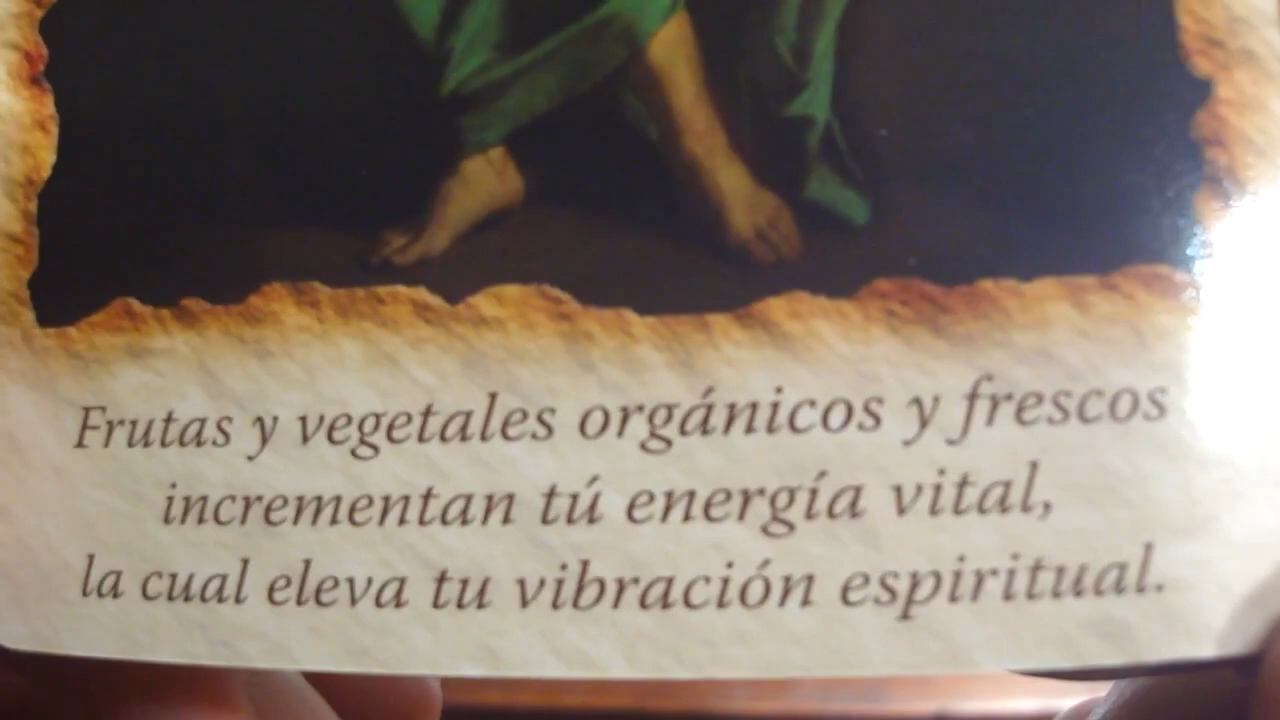 Frutas y vegetales orgánicos y frescos
incrementan tú energía vital,
la cual eleva tu vibración espiritual.